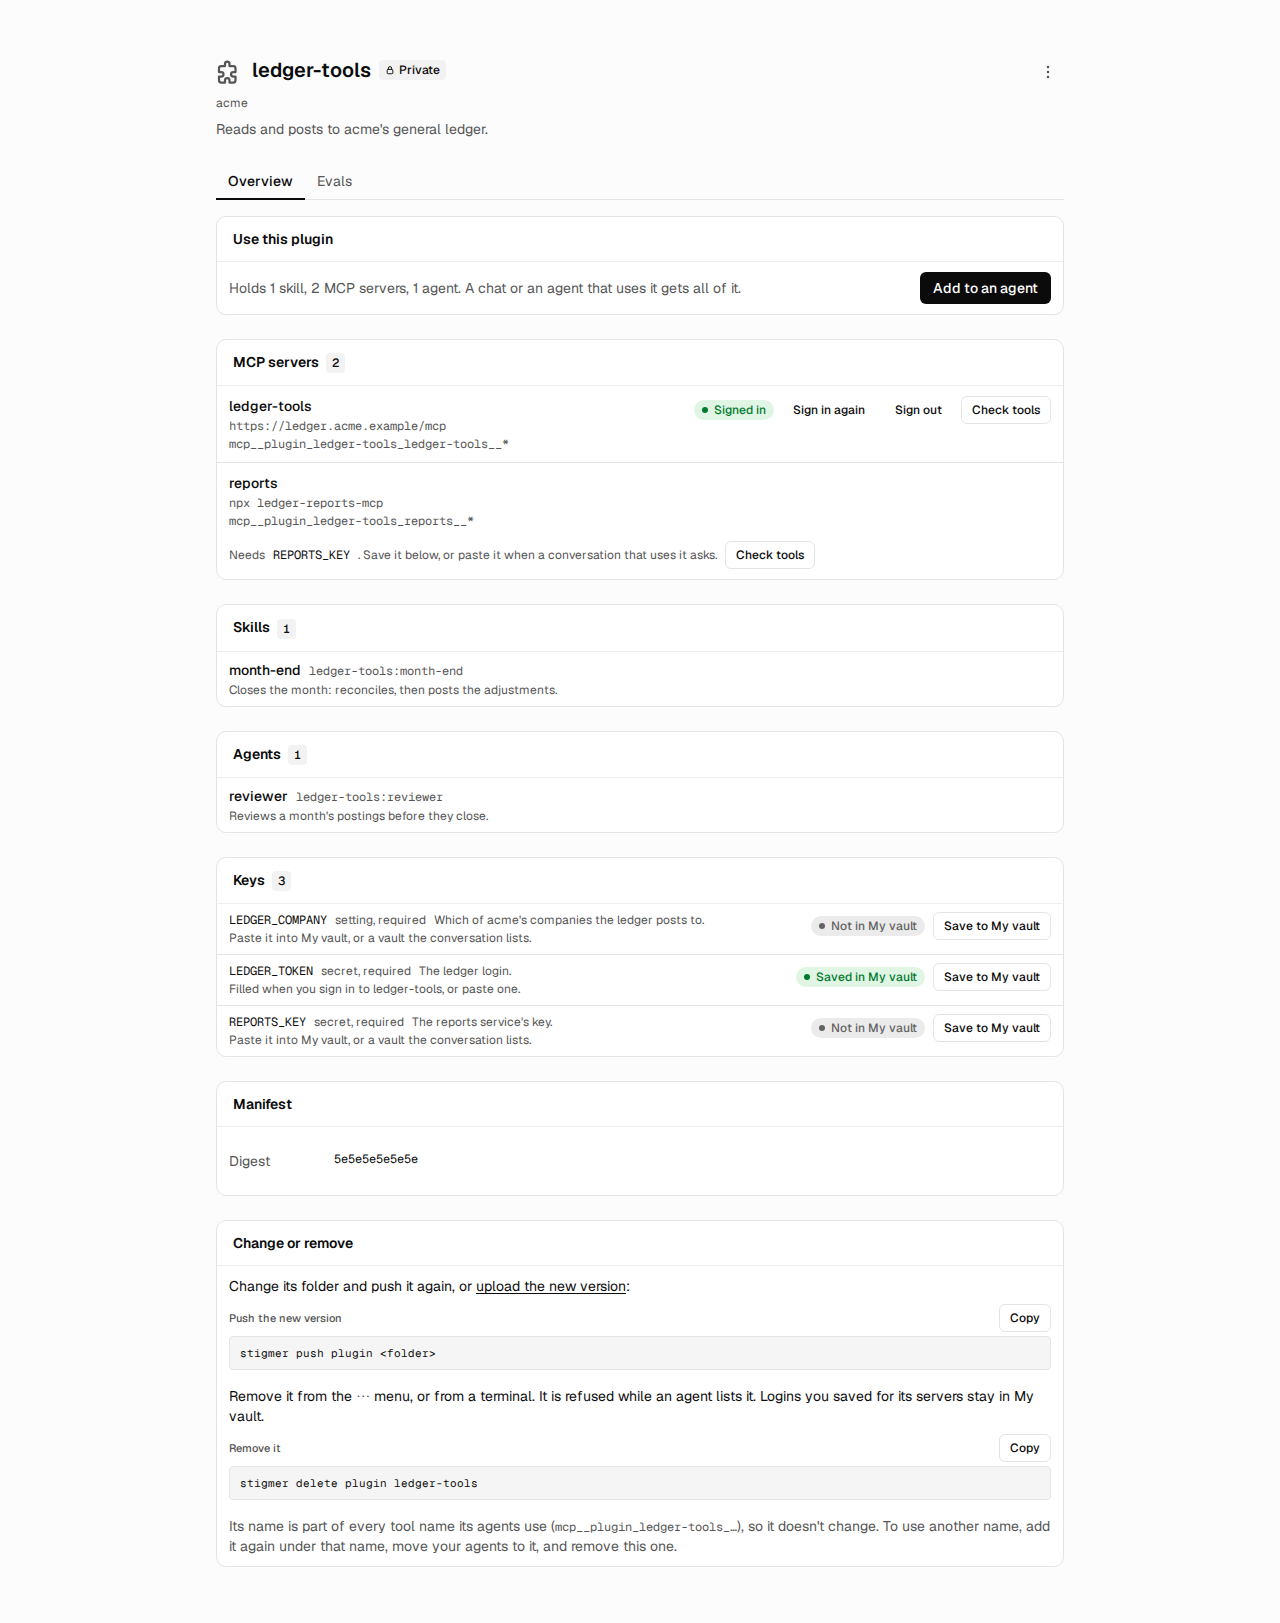 ledger-tools Private
acme
Reads and posts to acme's general ledger.
Overview Evals
Use this plugin
Holds 1 skill, 2 MCP servers, 1 agent. A chat or an agent that uses it gets all of it. Add to an agent
MCP servers 2
ledger-tools Signed in Sign in again Sign out Check tools
https://ledger.acme.example/mcp
mcp__plugin_ledger-tools_ledger-tools__*
reports
npx ledger-reports-mcp
mcp__plugin_ledger-tools_reports__*
Needs REPORTS_KEY . Save it below, or paste it when a conversation that uses it asks. Check tools
Skills 1
month-end ledger-tools:month-end
Closes the month: reconciles, then posts the adjustments.
Agents 1
reviewer ledger-tools:reviewer
Reviews a month's postings before they close.
Keys 3
LEDGER_COMPANY setting, required Which of acme's companies the ledger posts to. Not in My vault Save to My vault
Paste it into My vault, or a vault the conversation lists.
LEDGER_TOKEN secret, required The ledger login. Saved in My vault Save to My vault
Filled when you sign in to ledger-tools, or paste one.
REPORTS_KEY secret, required The reports service's key. Not in My vault Save to My vault
Paste it into My vault, or a vault the conversation lists.
Manifest
Digest 5e5e5e5e5e5e
Change or remove
Change its folder and push it again, or upload the new version:
Push the new version Copy
stigmer push plugin <folder>
Remove it from the ··· menu, or from a terminal. It is refused while an agent lists it. Logins you saved for its servers stay in My
vault.
Remove it Copy
stigmer delete plugin ledger-tools
Its name is part of every tool name its agents use (mcp__plugin_ledger-tools_…), so it doesn't change. To use another name, add
it again under that name, move your agents to it, and remove this one.